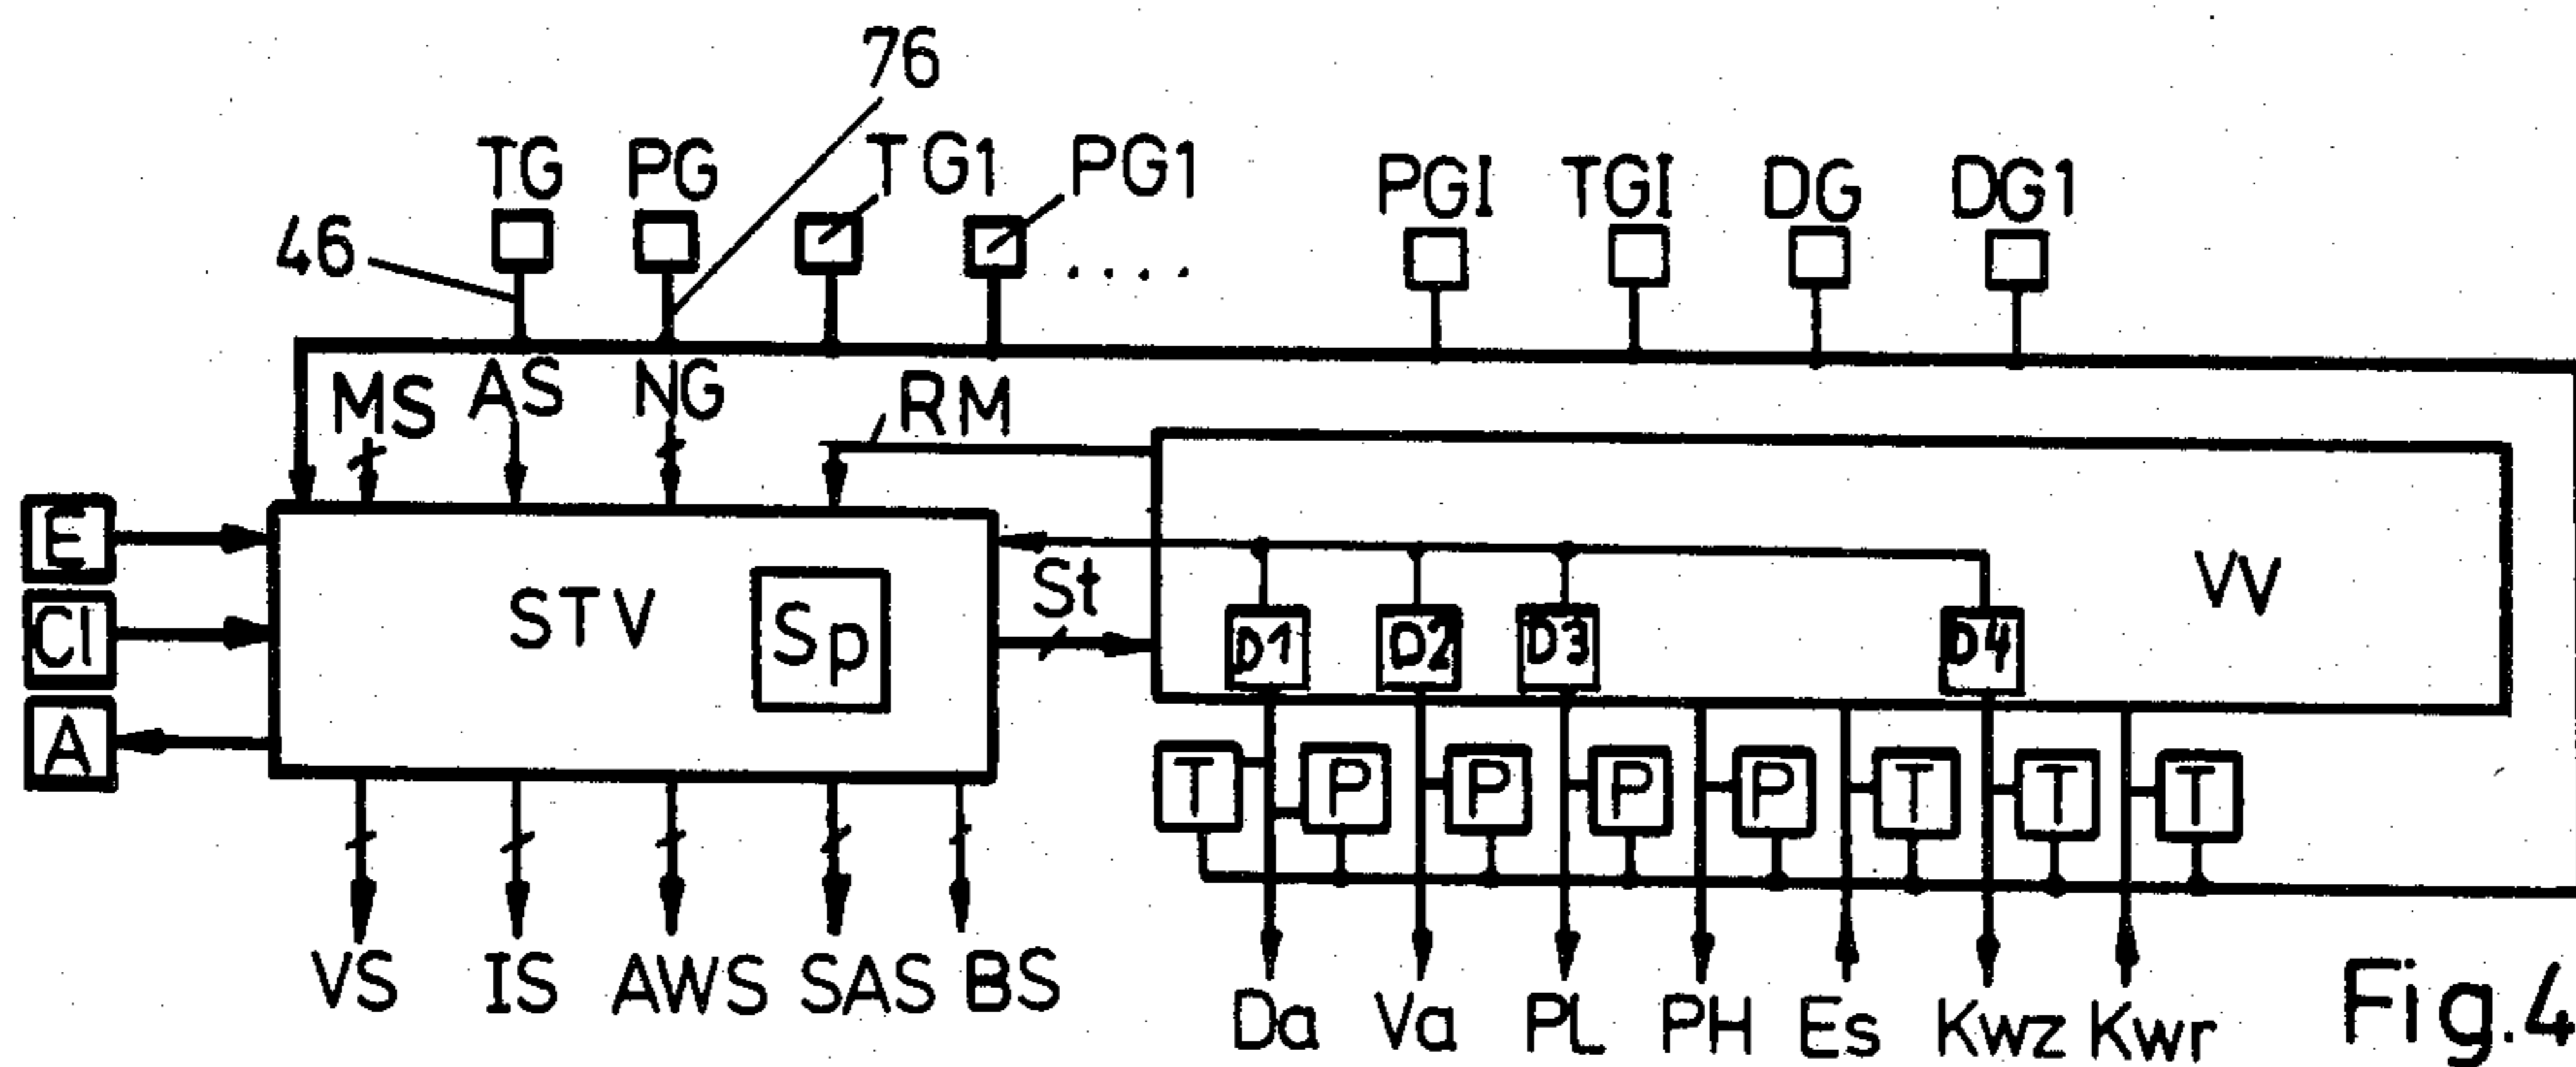 76
TG PG TG1 PG1 PGI TGI DG DG1
46
MS AS NG RM
E
CI
A
STV Sp St VV
D1 D2 D3 D4
T P P P P T T T
VS IS AWS SAS BS
Da Va PL PH Es Kwz Kwr
Fig.4